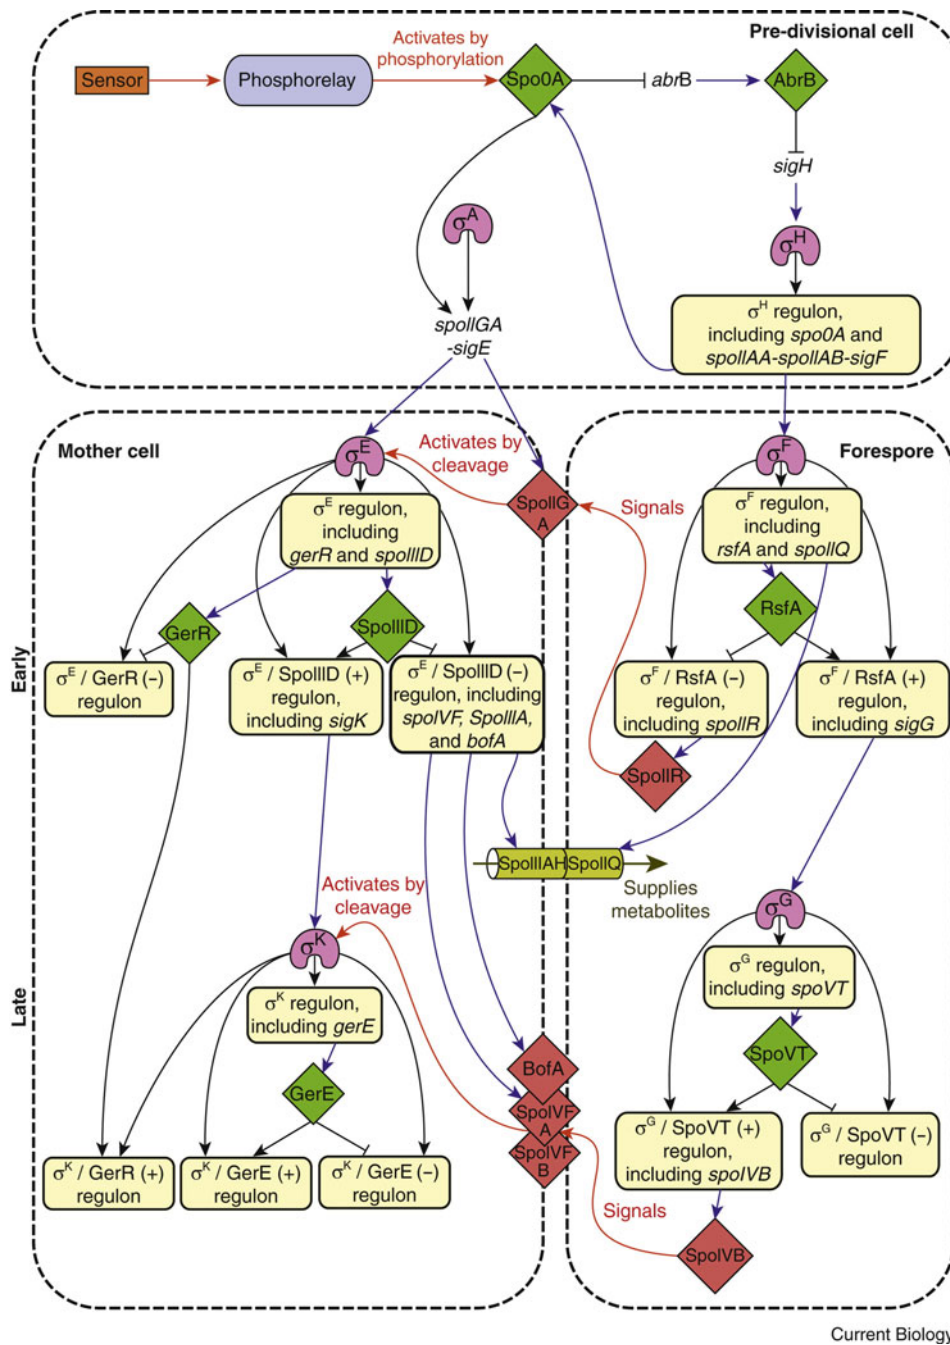 Pre-divisional cell
Activates by
phosphorylation
Sensor
Phosphorelay
Spo0A
abrB
AbrB
sigH
σA
σH
spoIIGA
-sigE
σH regulon,
including spo0A and
spoIIAA-spoIIAB-sigF
Mother cell
σE
Activates by
cleavage
SpoIIG
A
Signals
Forespore
σF
σE regulon,
including
gerR and spoIIID
σF regulon,
including
rsfA and spoIIQ
GerR
SpoIIID
RsfA
Early
σE / GerR (–)
regulon
σE / SpoIIID (+)
regulon,
including sigK
σE / SpoIIID (–)
regulon, including
spoIVF, SpoIIIA,
and bofA
σF / RsfA (–)
regulon,
including spoIIR
σF / RsfA (+)
regulon,
including sigG
SpoIIR
SpoIIIAH
SpoIIQ
Supplies
metabolites
Activates by
cleavage
σK
σG
Late
σK regulon,
including gerE
σG regulon,
including spoVT
GerE
BofA
SpoIVF
A
SpoIVF
B
SpoVT
σK / GerR (+)
regulon
σK / GerE (+)
regulon
σK / GerE (–)
regulon
σG / SpoVT (+)
regulon,
including spoIVB
σG / SpoVT (–)
regulon
Signals
SpoIVB
Current Biology